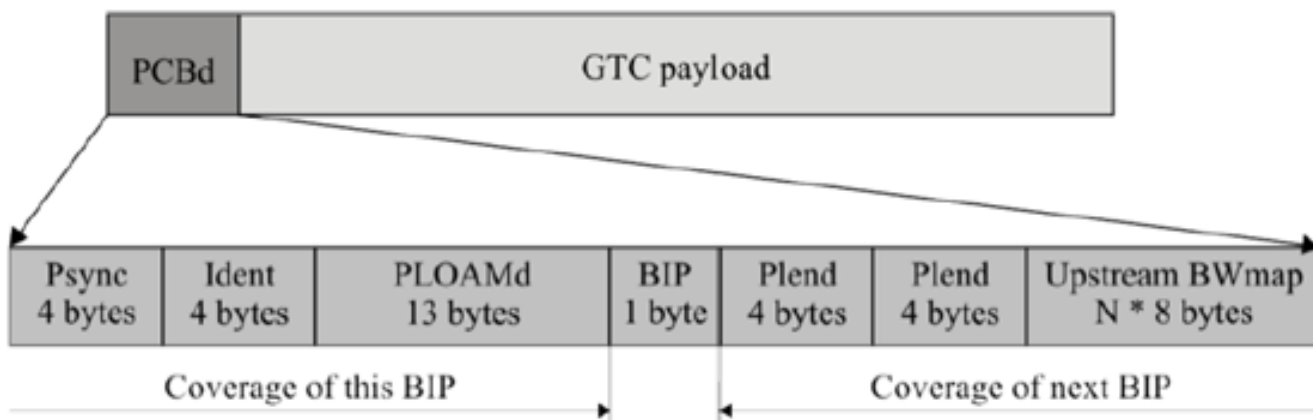 PCBd
GTC payload
Psync
4 bytes
Ident
4 bytes
PLOAMd
13 bytes
BIP
1 byte
Plend
4 bytes
Plend
4 bytes
Upstream BWmap
N * 8 bytes
Coverage of this BIP
Coverage of next BIP